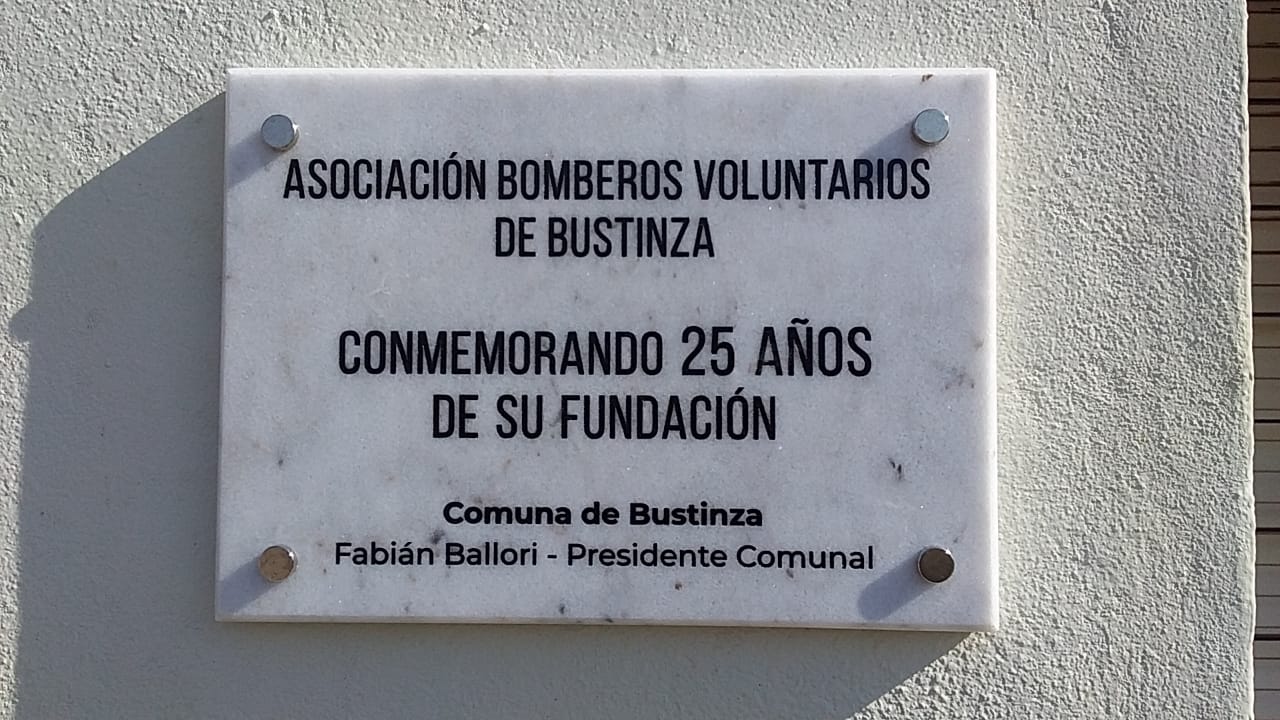 ASOCIACIÓN BOMBEROS VOLUNTARIOS
DE BUSTINZA
CONMEMORANDO 25 AÑOS
DE SU FUNDACIÓN
Comuna de Bustinza
Fabián Ballori - Presidente Comunal